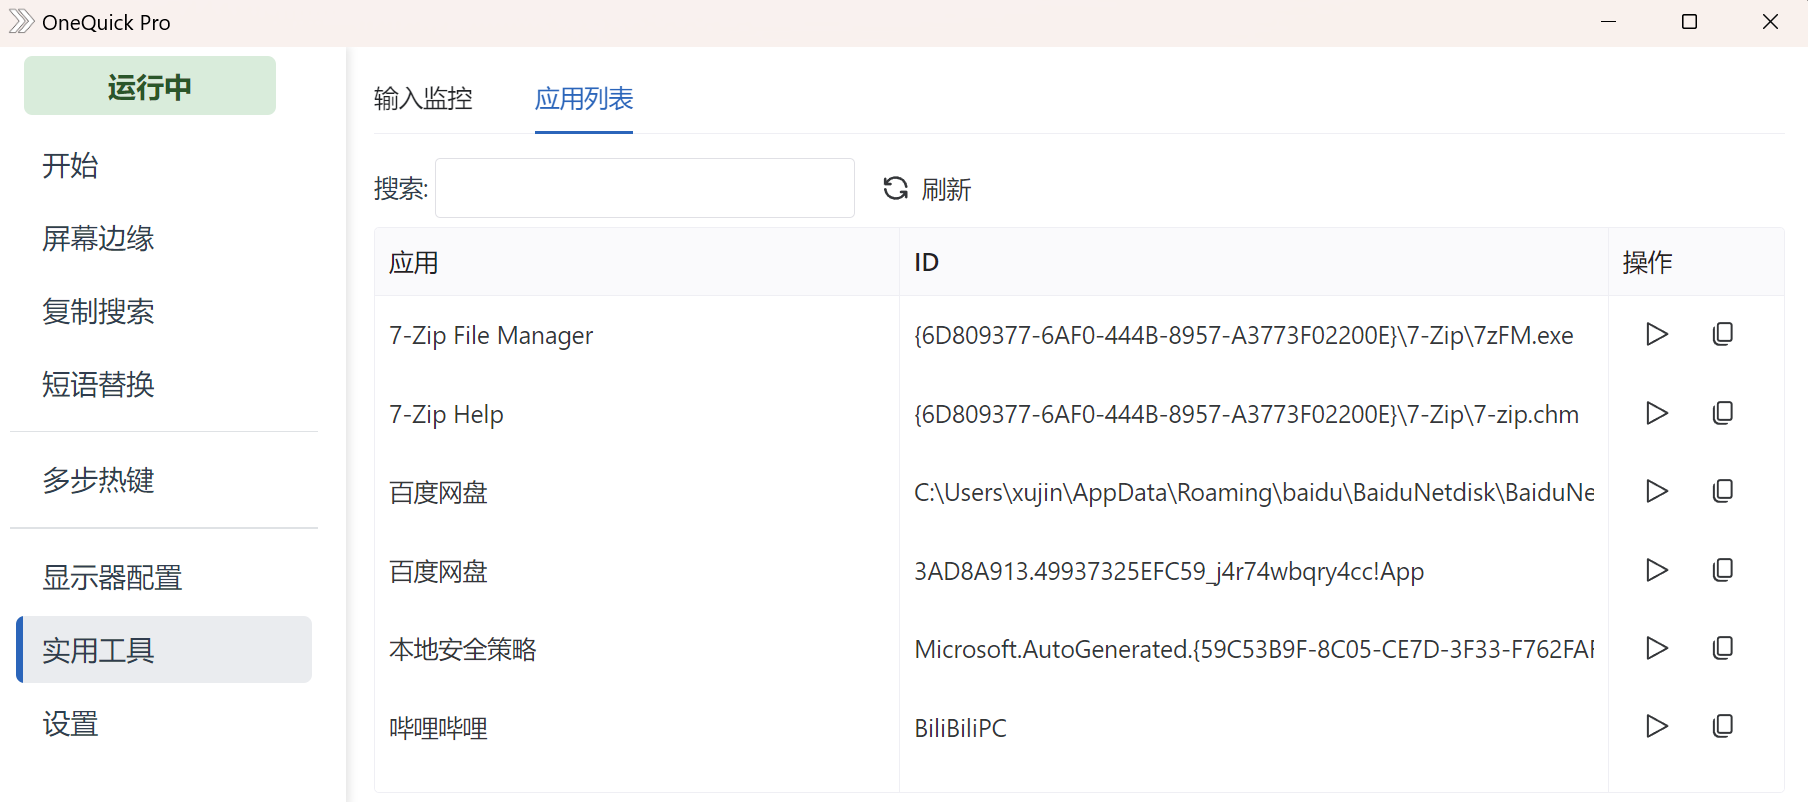 OneQuick Pro
运行中
开始
屏幕边缘
复制搜索
短语替换
多步热键
显示器配置
实用工具
设置
输入监控 应用列表
搜索: 刷新
应用 ID 操作
7-Zip File Manager {6D809377-6AF0-444B-8957-A3773F02200E}\7-Zip\7zFM.exe
7-Zip Help {6D809377-6AF0-444B-8957-A3773F02200E}\7-Zip\7-zip.chm
百度网盘 C:\Users\xujin\AppData\Roaming\baidu\BaiduNetdisk\BaiduNe
百度网盘 3AD8A913.49937325EFC59_j4r74wbqry4cc!App
本地安全策略 Microsoft.AutoGenerated.{59C53B9F-8C05-CE7D-3F33-F762FAF
哔哩哔哩 BiliBiliPC